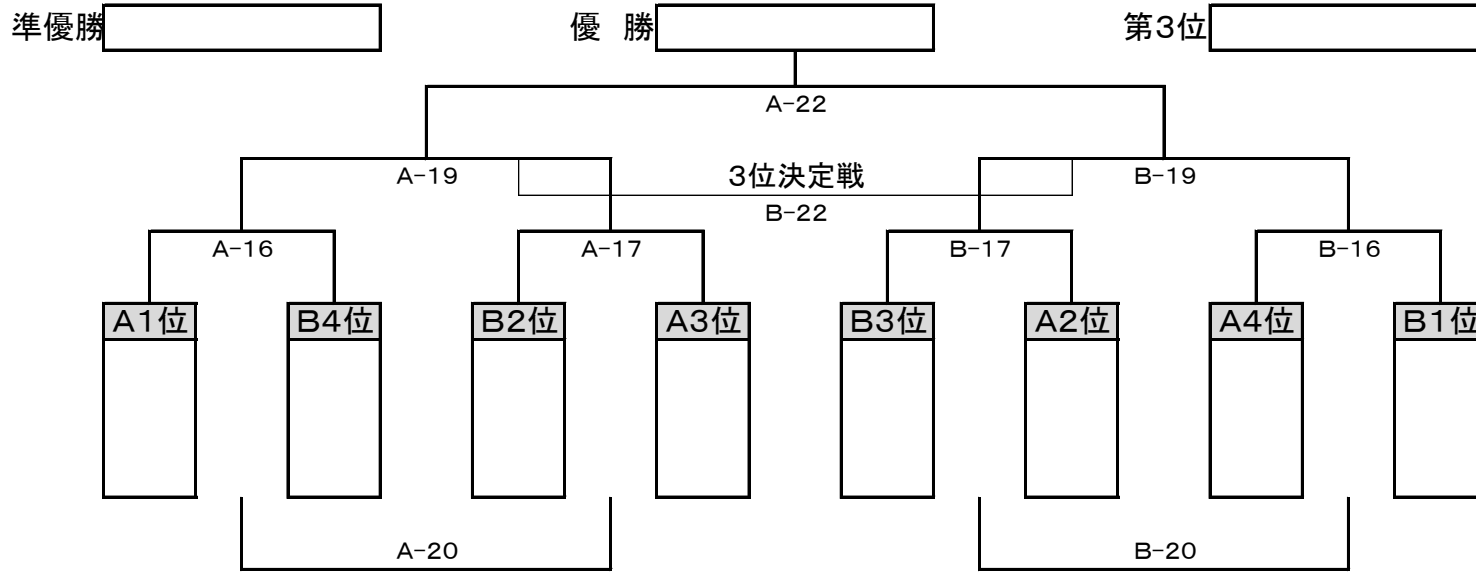 準優勝 優 勝 第3位
A-22
A-19 3位決定戦 B-19
B-22
A-16 A-17 B-17 B-16
A1位 B4位 B2位 A3位 B3位 A2位 A4位 B1位
A-20 B-20